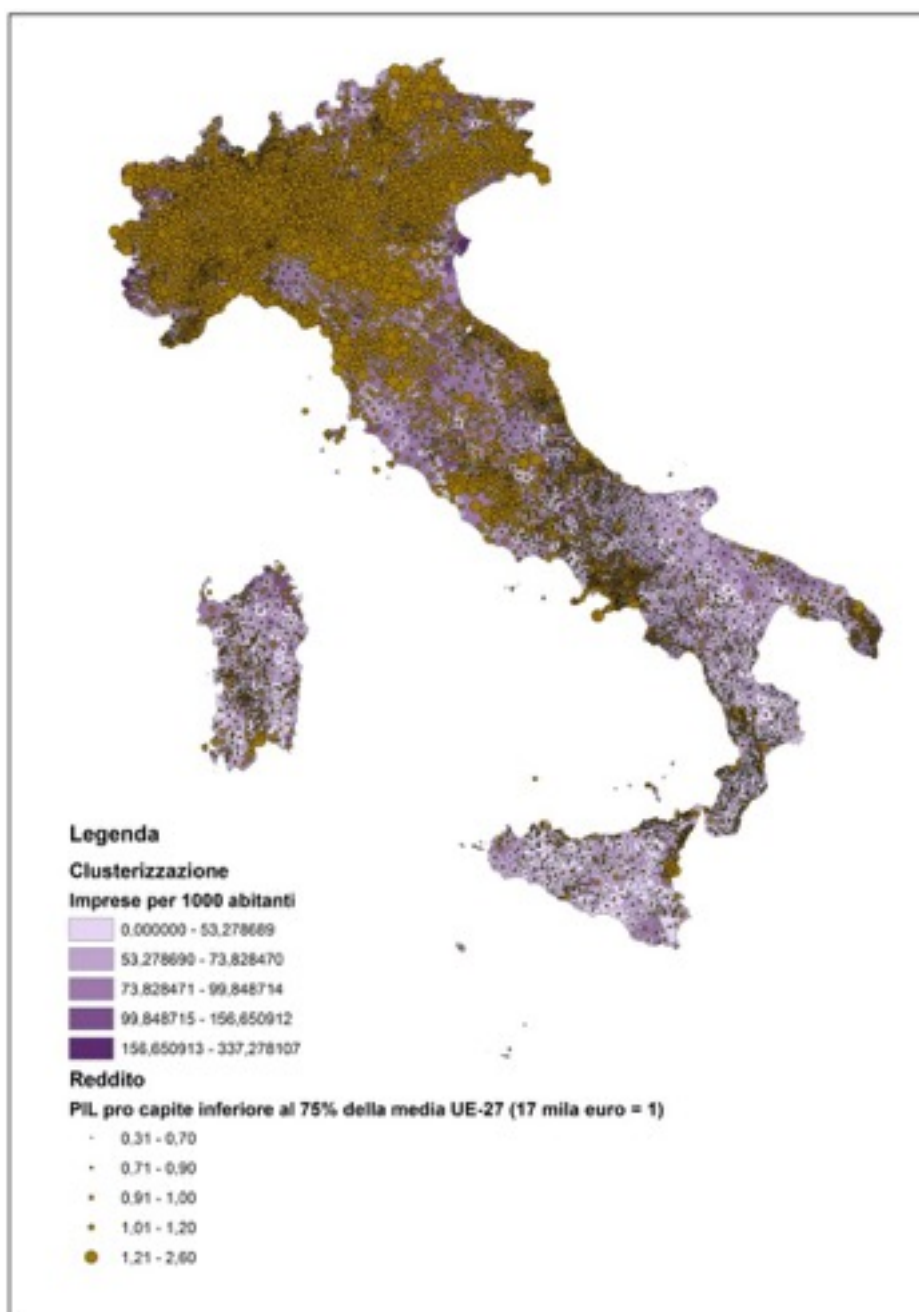 Legenda
Clusterizzazione
Imprese per 1000 abitanti
0,000000 - 53,278689
53,278690 - 73,828470
73,828471 - 99,848714
99,848715 - 156,650912
156,650913 - 337,278107
Reddito
PIL pro capite inferiore al 75% della media UE-27 (17 mila euro = 1)
0,31 - 0,70
0,71 - 0,90
0,91 - 1,00
1,01 - 1,20
1,21 - 2,60